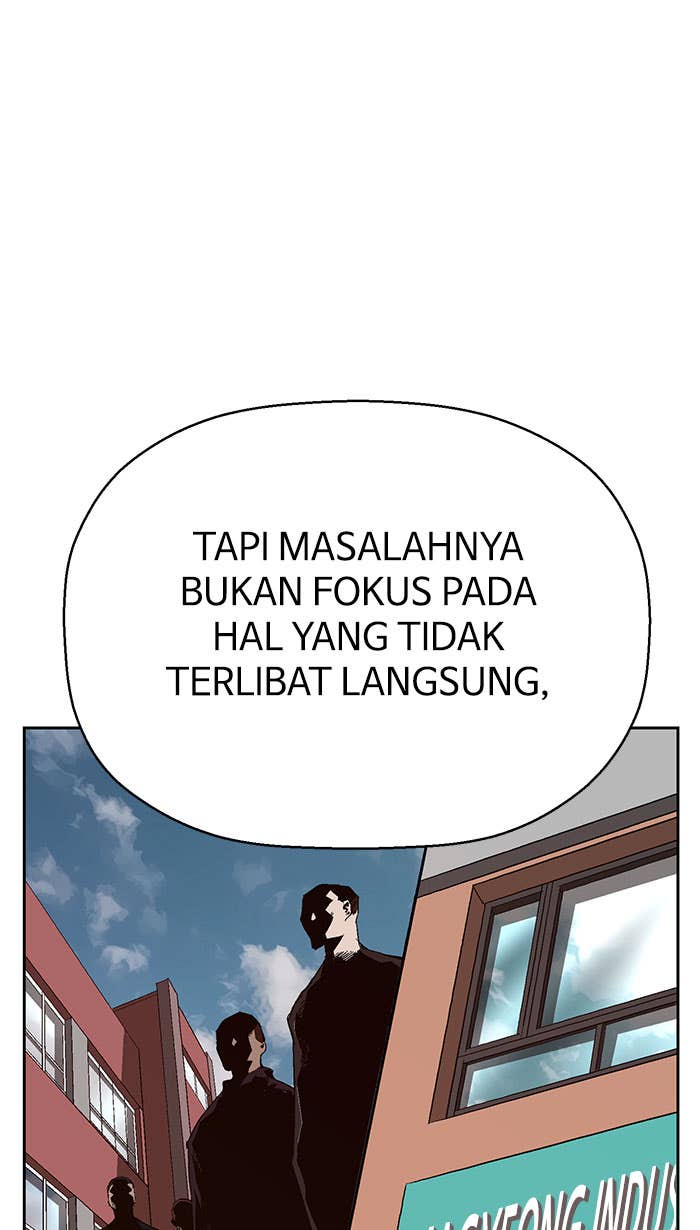 TAPI MASALAHNYA
BUKAN FOKUS PADA
HAL YANG TIDAK
TERLIBAT LANGSUNG,